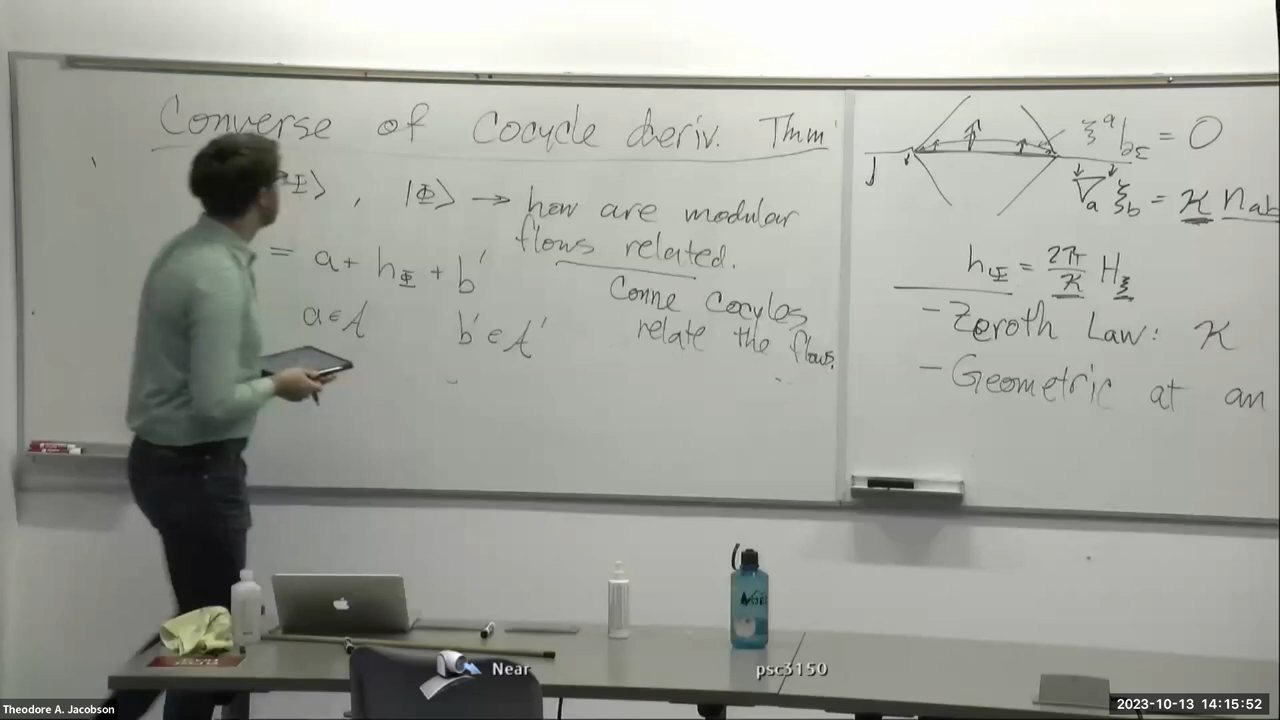 Converse of Cocycle deriv. Thm
Φ⟩ , |Φ⟩ → how are modular
flows related.
= a + h_Φ + b'
a ∈ A b' ∈ A'
Conne Cocyles
relate the flows.
ξ^a|_∂Σ = 0
∇_a ξ_b = κ n_ab
h_Φ = 2π/κ H_ξ
- Zeroth Law: κ
- Geometric at an
Near
psc3150
Theodore A. Jacobson
2023-10-13 14:15:52